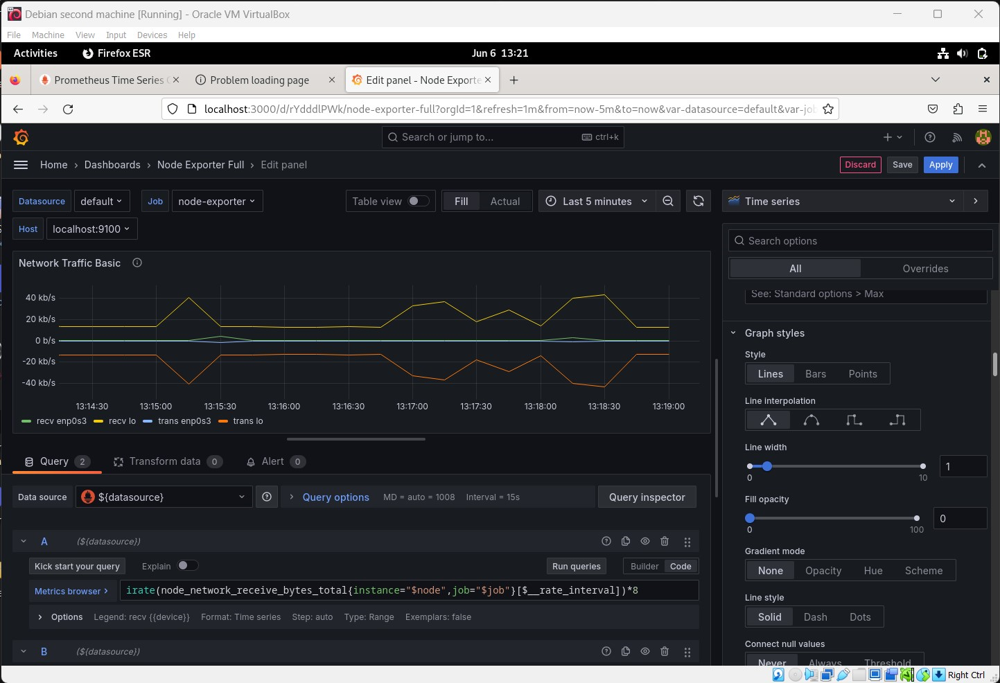 Debian second machine [Running] - Oracle VM VirtualBox
File Machine View Input Devices Help
Activities Firefox ESR Jun 6 13:21
Prometheus Time Series Problem loading page Edit panel - Node Exporte
localhost:3000/d/rYdddlPWk/node-exporter-full?orgId=1&refresh=1m&from=now-5m&to=now&var-datasource=default&var-job
Search or jump to... ctrl+k
Home › Dashboards › Node Exporter Full › Edit panel Discard Save Apply
Datasource default Job node-exporter Table view Fill Actual Last 5 minutes Time series
Host localhost:9100
Search options
All Overrides
See: Standard options > Max
Network Traffic Basic
40 kb/s
20 kb/s
0 b/s
-20 kb/s
-40 kb/s
13:14:30 13:15:00 13:15:30 13:16:00 13:16:30 13:17:00 13:17:30 13:18:00 13:18:30 13:19:00
recv enp0s3 recv lo trans enp0s3 trans lo
Query 2 Transform data 0 Alert 0
Data source ${datasource} Query options MD = auto = 1008 Interval = 15s Query inspector
A (${datasource})
Kick start your query Explain Run queries Builder Code
Metrics browser irate(node_network_receive_bytes_total{instance="$node",job="$job"}[$__rate_interval])*8
Options Legend: recv {{device}} Format: Time series Step: auto Type: Range Exemplars: false
B (${datasource})
Graph styles
Style
Lines Bars Points
Line interpolation
Line width
0 10 1
Fill opacity
0 100 0
Gradient mode
None Opacity Hue Scheme
Line style
Solid Dash Dots
Connect null values
Never Always Threshold
Right Ctrl